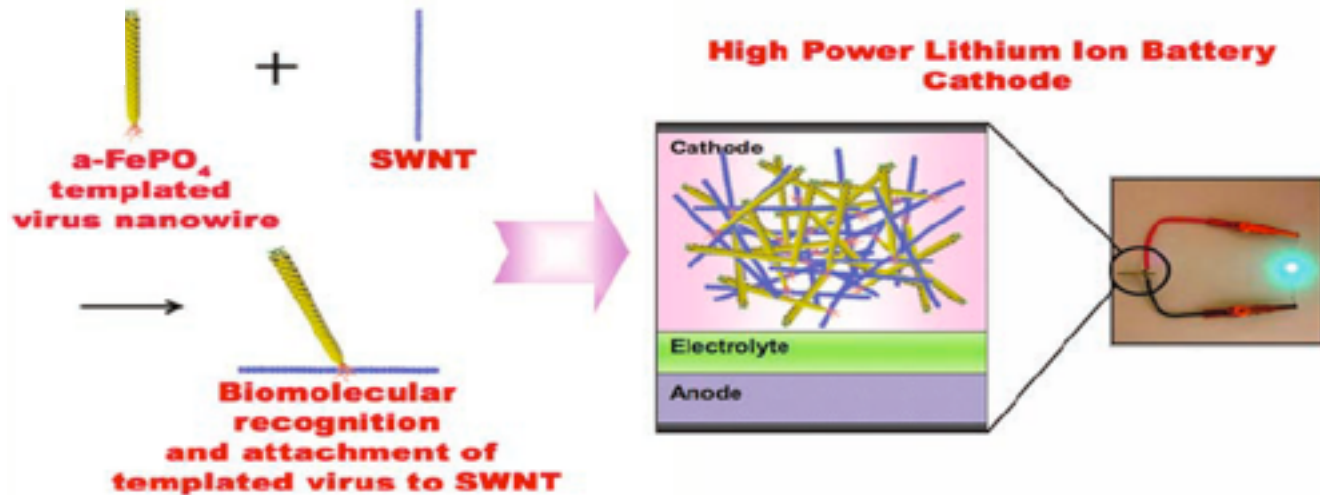 a-FePO₄
templated
virus nanowire
+
SWNT
Biomolecular
recognition
and attachment of
templated virus to SWNT
High Power Lithium Ion Battery
Cathode
Cathode
Electrolyte
Anode